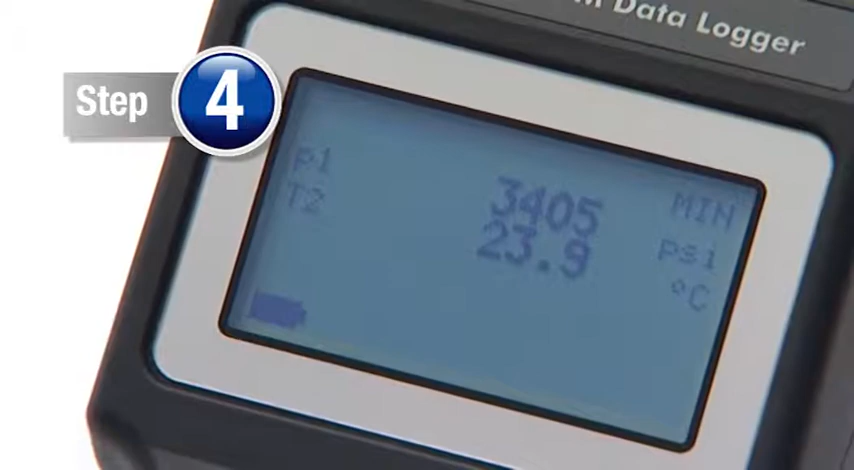 M Data Logger
Step 4
MIN
p1 3405 psi
T2 23.9 °C